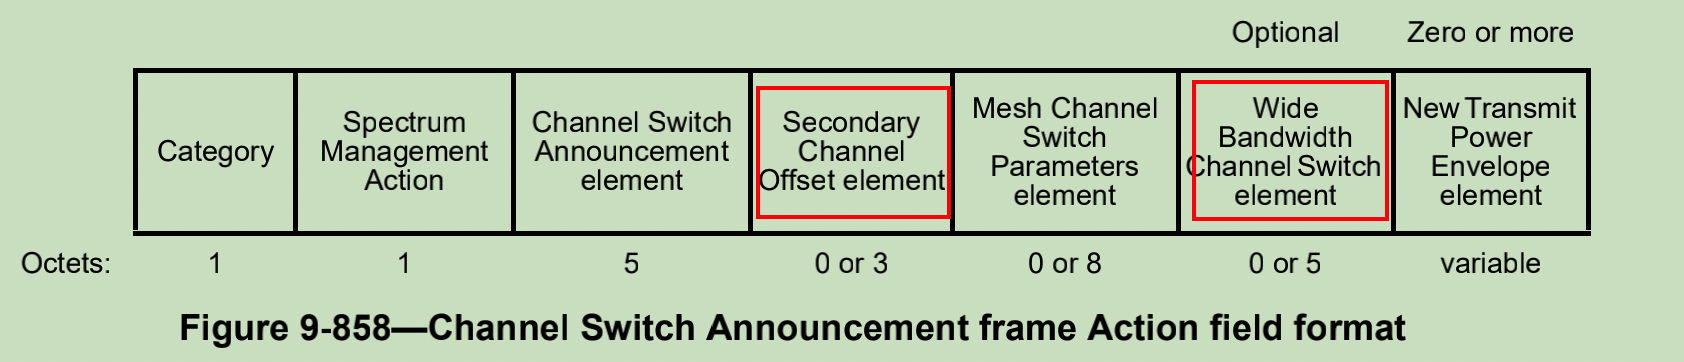 Optional Zero or more
Category
Spectrum
Management
Action
Channel Switch
Announcement
element
Secondary
Channel
Offset element
Mesh Channel
Switch
Parameters
element
Wide
Bandwidth
Channel Switch
element
New Transmit
Power
Envelope
element
Octets: 1 1 5 0 or 3 0 or 8 0 or 5 variable
Figure 9-858—Channel Switch Announcement frame Action field format